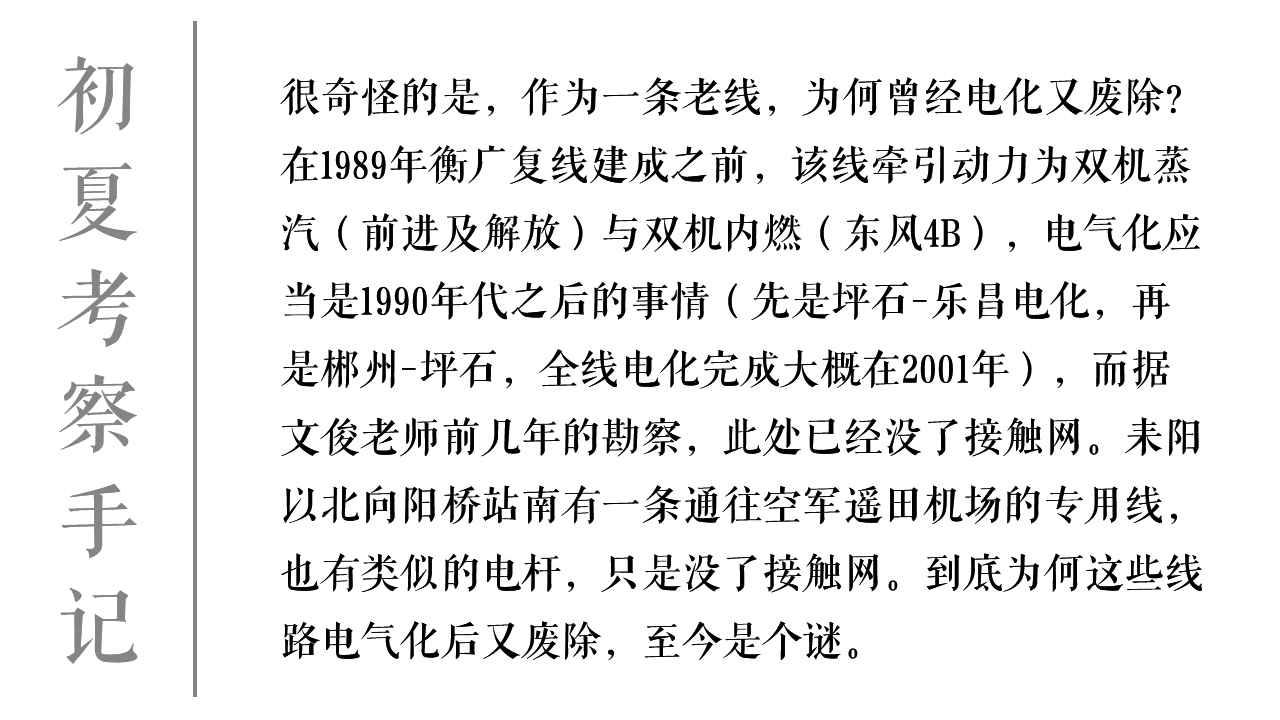 初夏考察手记
很奇怪的是，作为一条老线，为何曾经电化又废除？
在1989年衡广复线建成之前，该线牵引动力为双机蒸
汽（前进及解放）与双机内燃（东风4B），电气化应
当是1990年代之后的事情（先是坪石-乐昌电化，再
是郴州-坪石，全线电化完成大概在2001年），而据
文俊老师前几年的勘察，此处已经没了接触网。耒阳
以北向阳桥站南有一条通往空军遥田机场的专用线，
也有类似的电杆，只是没了接触网。到底为何这些线
路电气化后又废除，至今是个谜。